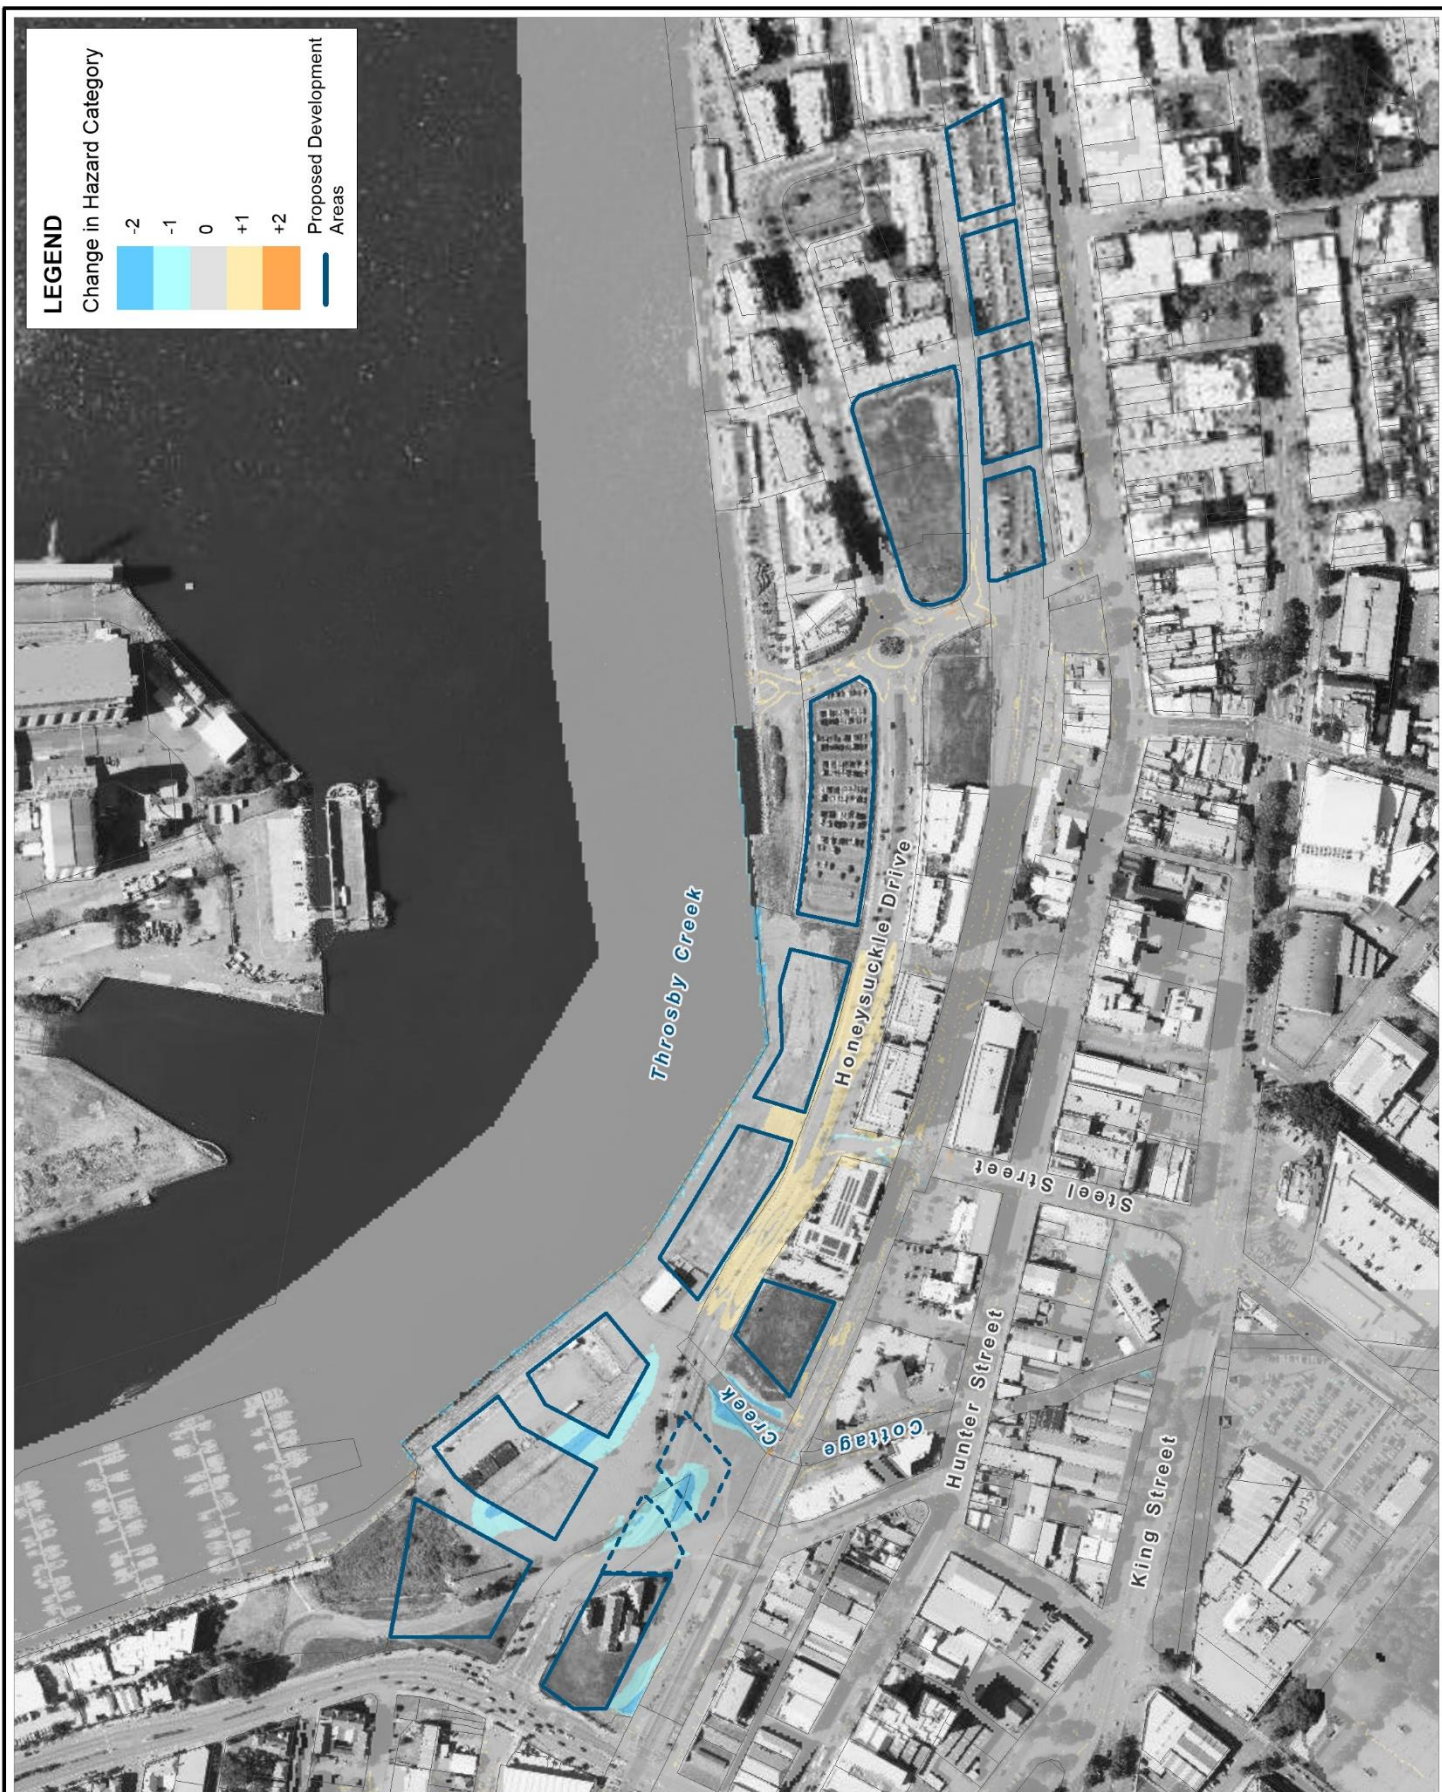 LEGEND
Change in Hazard Category
-2
-1
0
+1
+2
Proposed Development
Areas
Throsby Creek
Honeysuckle Drive
Steel Street
Cottage
Creek
Hunter Street
King Street